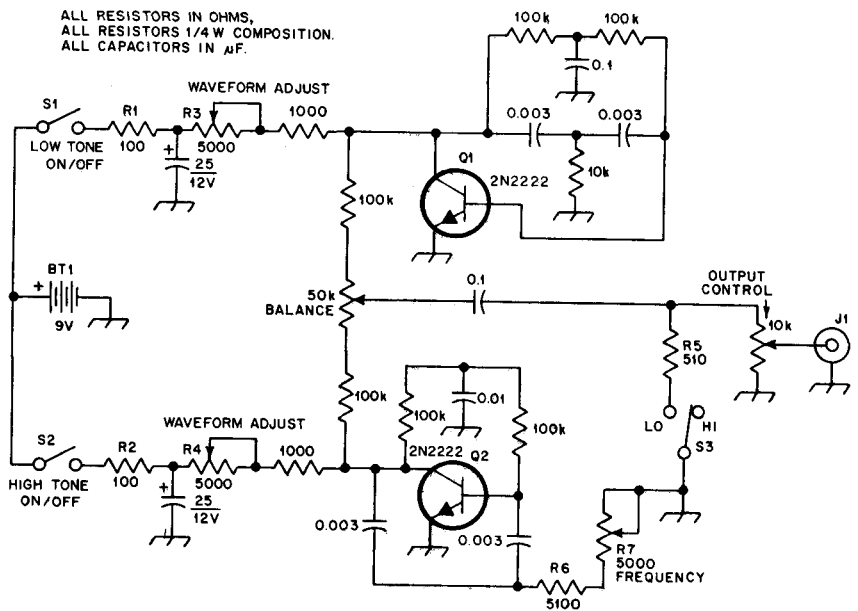 ALL RESISTORS IN OHMS,
ALL RESISTORS 1/4 W COMPOSITION.
ALL CAPACITORS IN µF.
100k
100k
0.1
WAVEFORM ADJUST
S1
R1
R3
1000
0.003
0.003
LOW TONE
ON/OFF
100
5000
+
25
12V
Q1
2N2222
10k
100k
BT1
+
9V
50k
BALANCE
0.1
OUTPUT
CONTROL
10k
J1
R5
510
LO
HI
S3
100k
100k
0.01
100k
WAVEFORM ADJUST
S2
R2
R4
1000
2N2222
Q2
HIGH TONE
ON/OFF
100
5000
+
25
12V
0.003
0.003
R6
5100
R7
5000
FREQUENCY